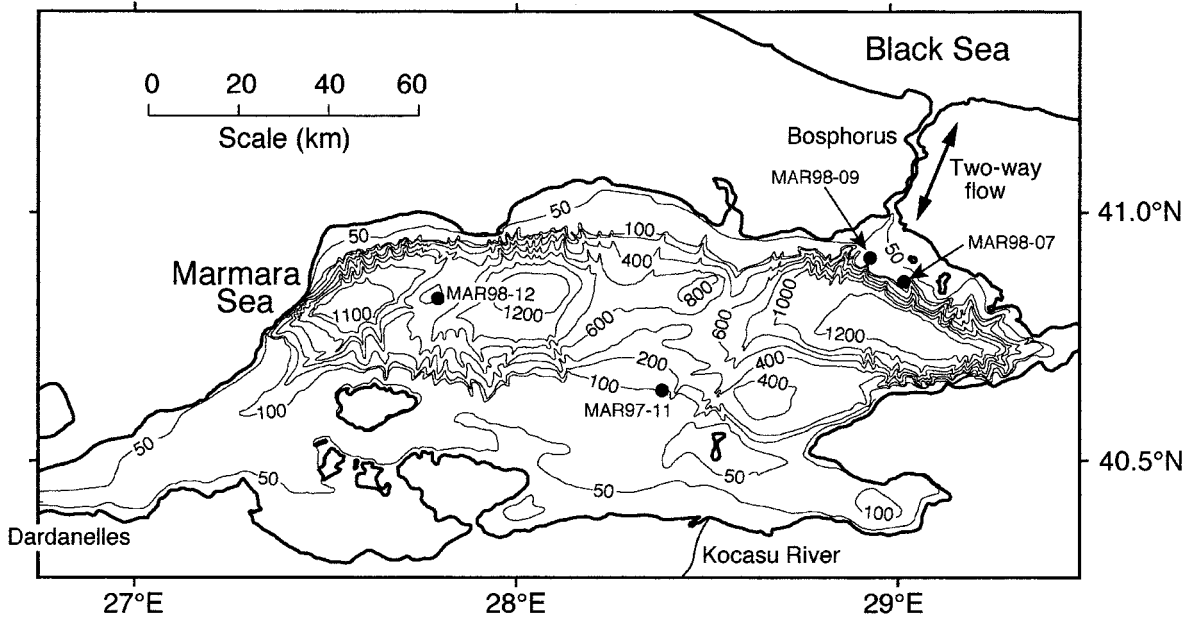 Black Sea
0 20 40 60
Scale (km)
Bosphorus
Two-way
flow
MAR98-09
41.0°N
50
50
100
50
MAR98-07
400
Marmara
Sea
MAR98-12
800
1000
1100
1200
600
600
1200
200
400
100
400
MAR97-11
100
50
50
40.5°N
50
50
100
Dardanelles
Kocasu River
27°E
28°E
29°E